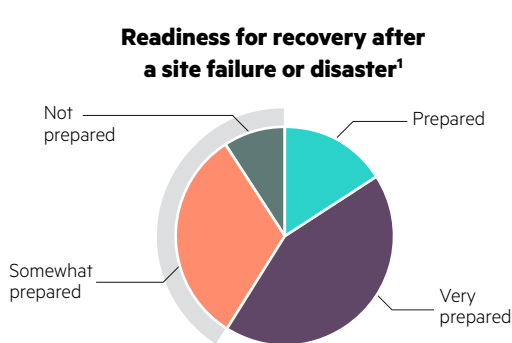 Readiness for recovery after
a site failure or disaster¹
Not
prepared
Prepared
Somewhat
prepared
Very
prepared